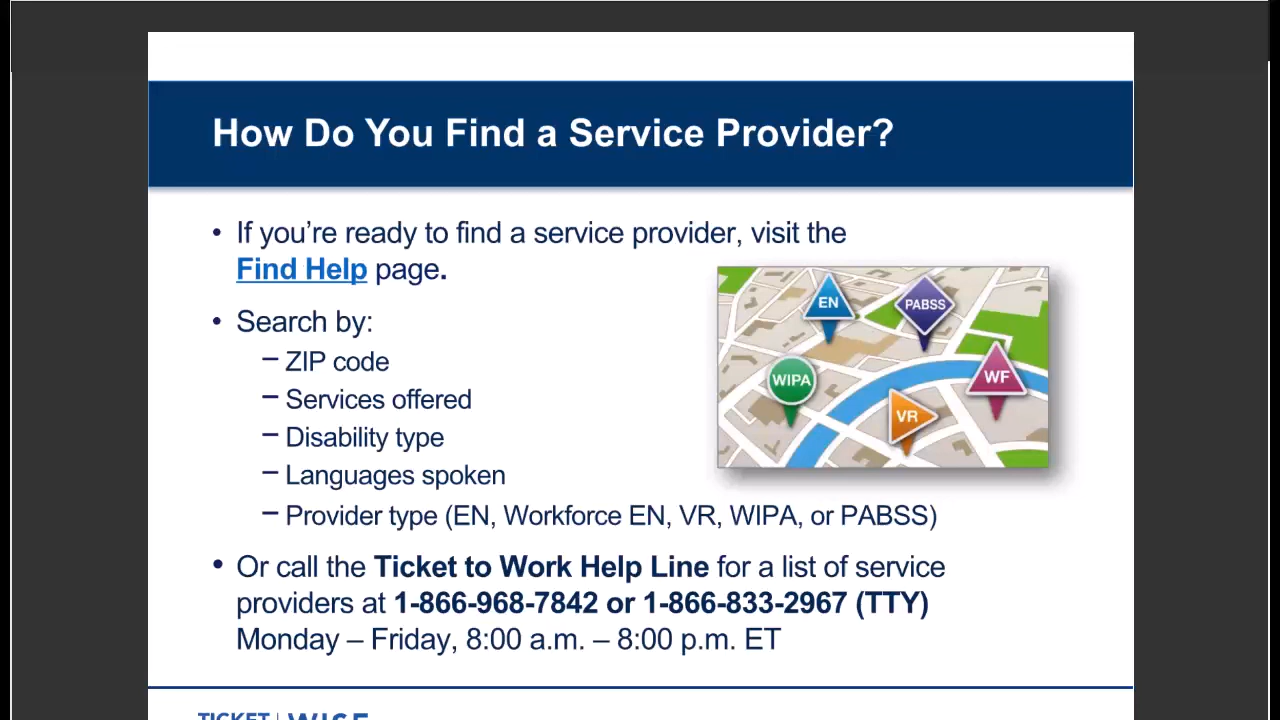 How Do You Find a Service Provider?
• If you’re ready to find a service provider, visit the
Find Help page.
• Search by:
– ZIP code
– Services offered
– Disability type
– Languages spoken
– Provider type (EN, Workforce EN, VR, WIPA, or PABSS)
EN
PABSS
WIPA
WF
VR
• Or call the Ticket to Work Help Line for a list of service
providers at 1-866-968-7842 or 1-866-833-2967 (TTY)
Monday – Friday, 8:00 a.m. – 8:00 p.m. ET
TICKET | WISE